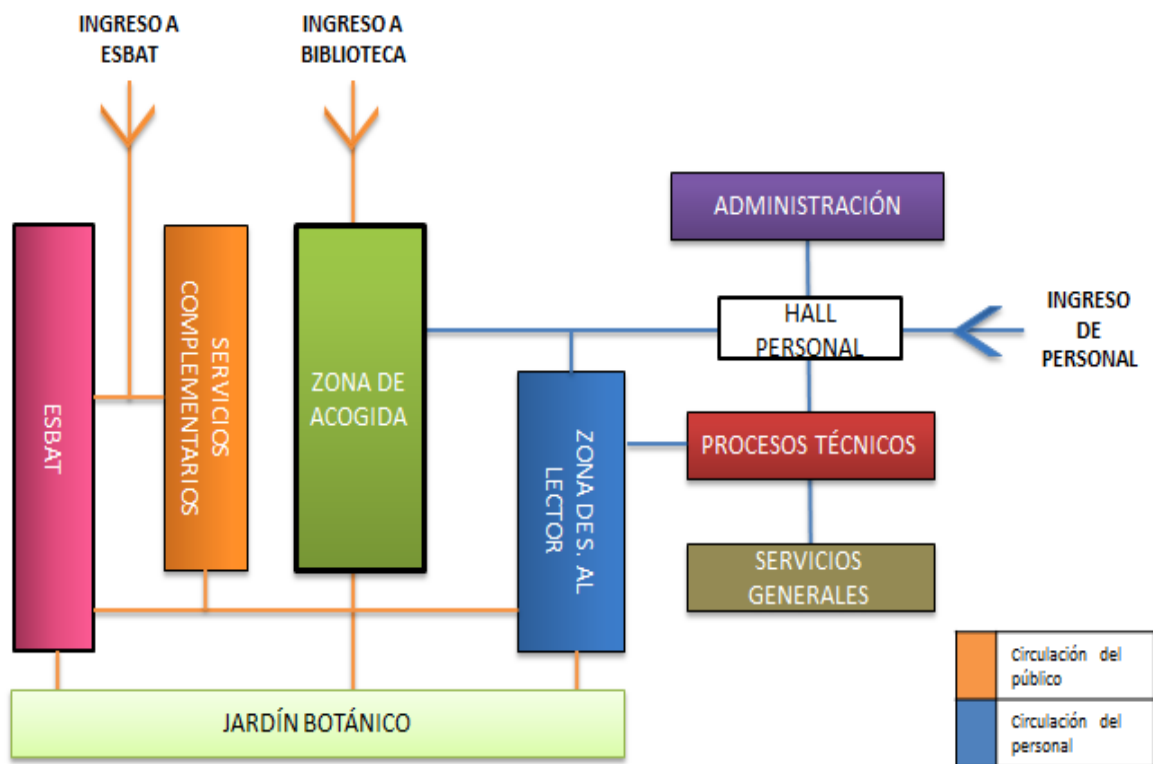 INGRESO A
ESBAT
INGRESO A
BIBLIOTECA
ADMINISTRACIÓN
HALL
PERSONAL
INGRESO
DE
PERSONAL
ESBAT
SERVICIOS
COMPLEMENTARIOS
ZONA DE
ACOGIDA
ZONA DE S. AL
LECTOR
PROCESOS TÉCNICOS
SERVICIOS
GENERALES
JARDÍN BOTÁNICO
Circulación del
público
Circulación del
personal